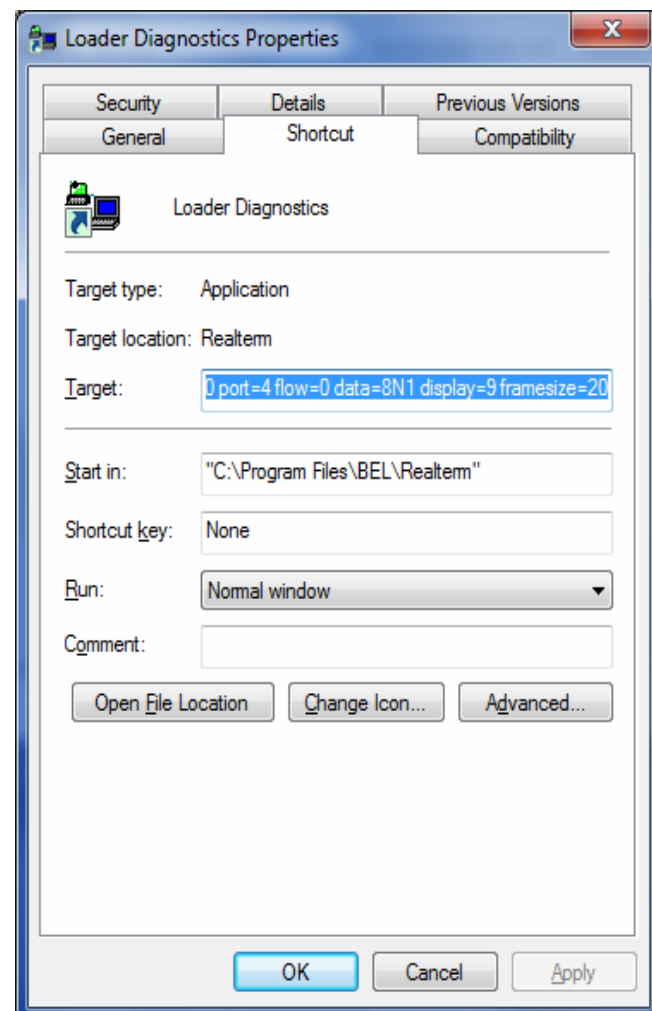 Loader Diagnostics Properties
X
Security Details Previous Versions
General Shortcut Compatibility
Loader Diagnostics
Target type: Application
Target location: Realterm
Target: 0 port=4 flow=0 data=8N1 display=9 framesize=20
Start in: "C:\Program Files\BEL\Realterm"
Shortcut key: None
Run: Normal window
Comment:
Open File Location Change Icon... Advanced...
OK Cancel Apply